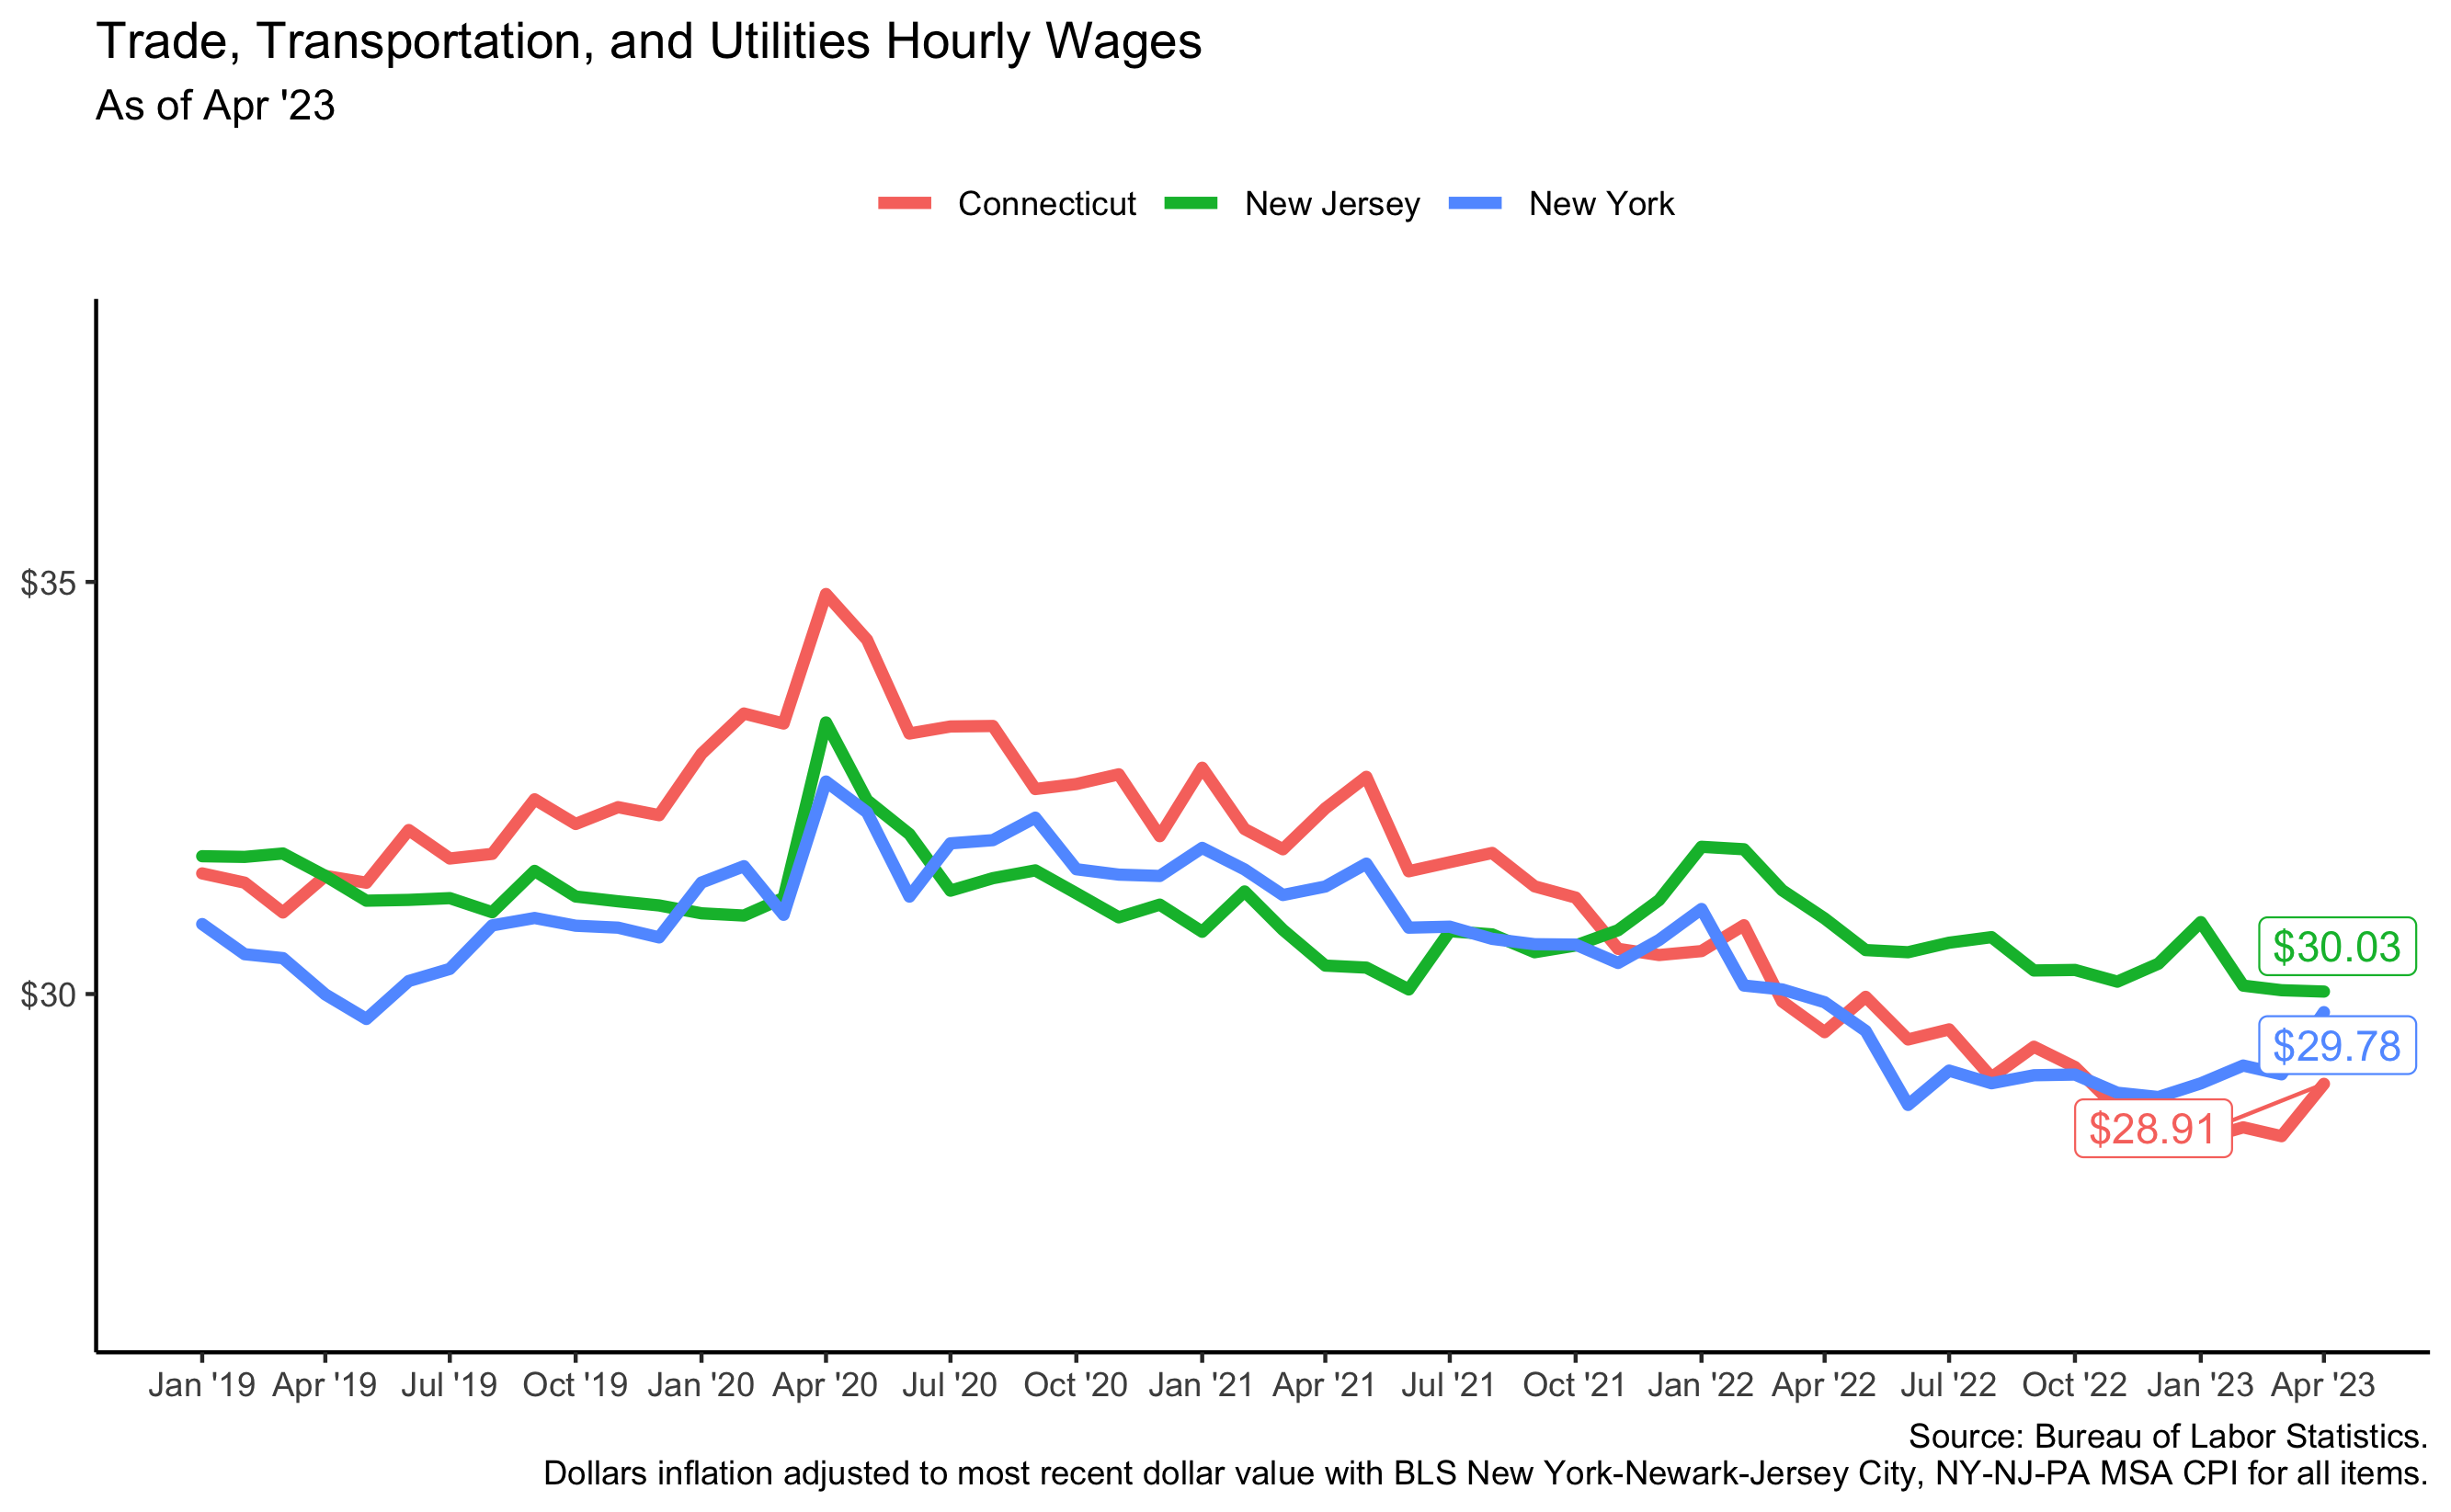 Trade, Transportation, and Utilities Hourly Wages
As of Apr '23
Connecticut New Jersey New York
$35
$30
$30.03
$29.78
$28.91
Jan '19 Apr '19 Jul '19 Oct '19 Jan '20 Apr '20 Jul '20 Oct '20 Jan '21 Apr '21 Jul '21 Oct '21 Jan '22 Apr '22 Jul '22 Oct '22 Jan '23 Apr '23
Source: Bureau of Labor Statistics.
Dollars inflation adjusted to most recent dollar value with BLS New York-Newark-Jersey City, NY-NJ-PA MSA CPI for all items.